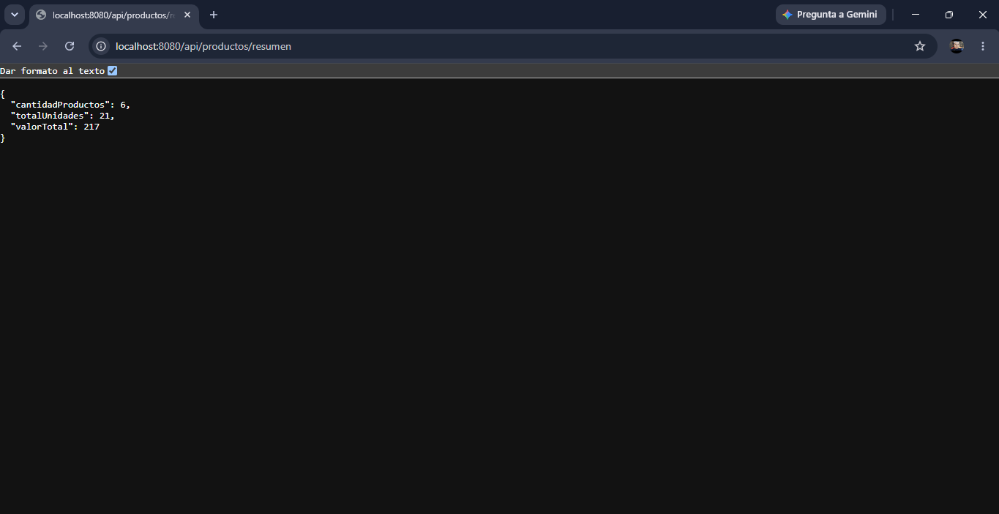 localhost:8080/api/productos/re
Pregunta a Gemini
localhost:8080/api/productos/resumen
Dar formato al texto
{
"cantidadProductos": 6,
"totalUnidades": 21,
"valorTotal": 217
}